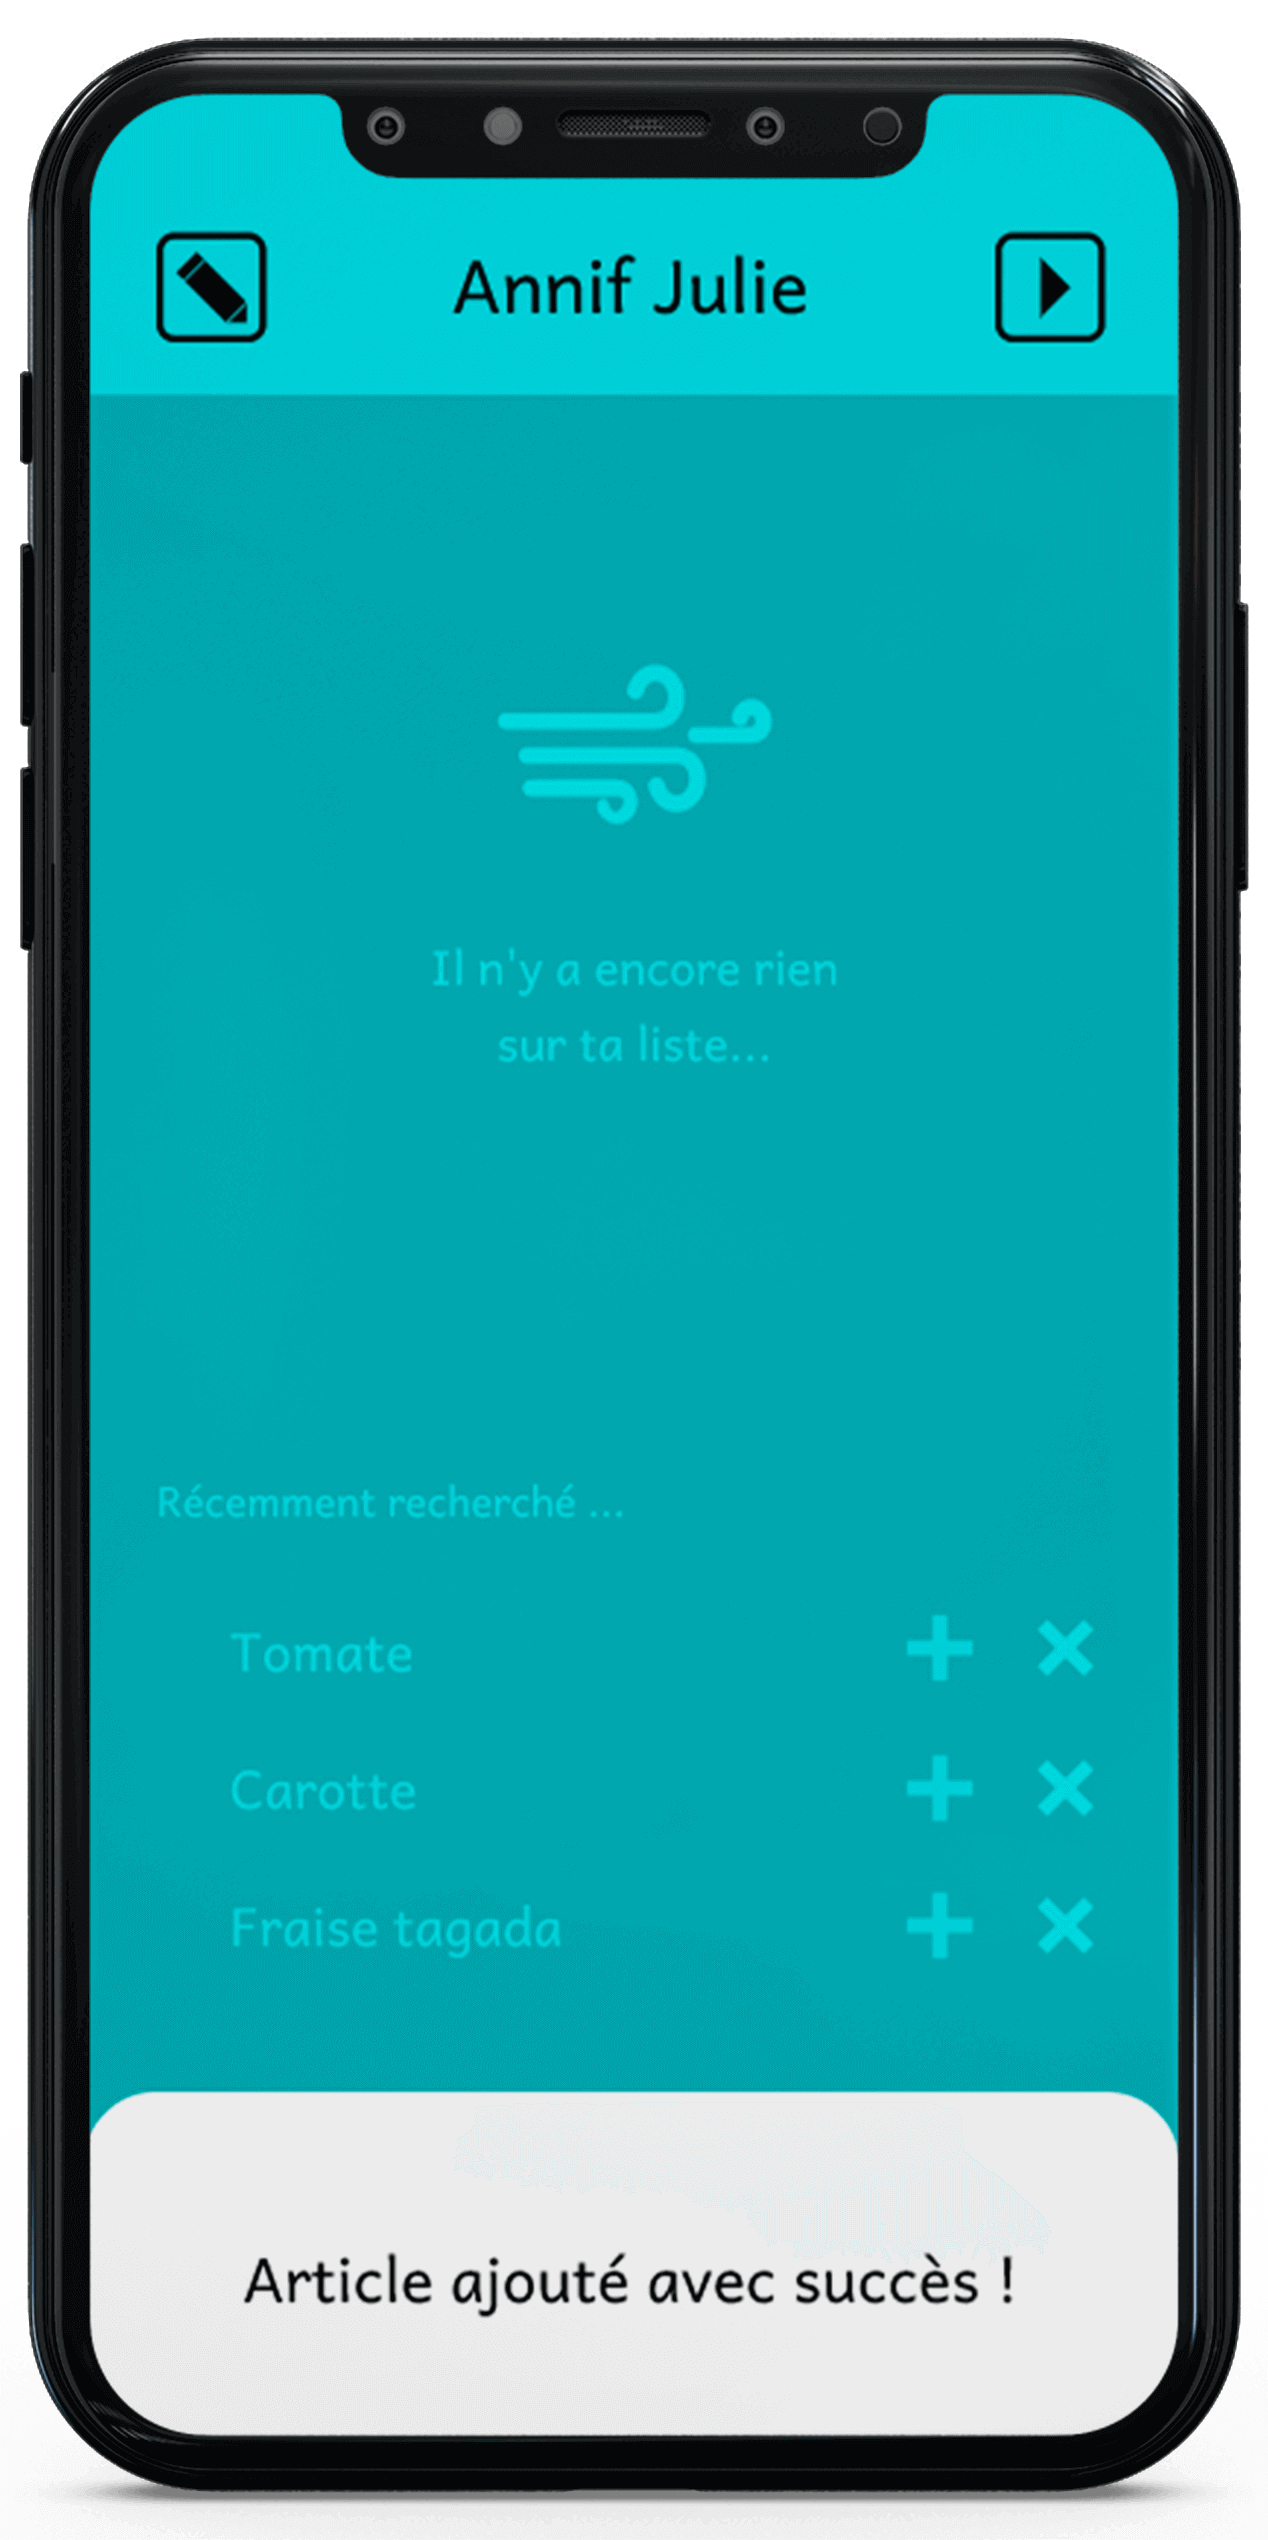 Annif Julie
Il n'y a encore rien
sur ta liste...
Récemment recherché ...
Tomate
Carotte
Fraise tagada
Article ajouté avec succès !